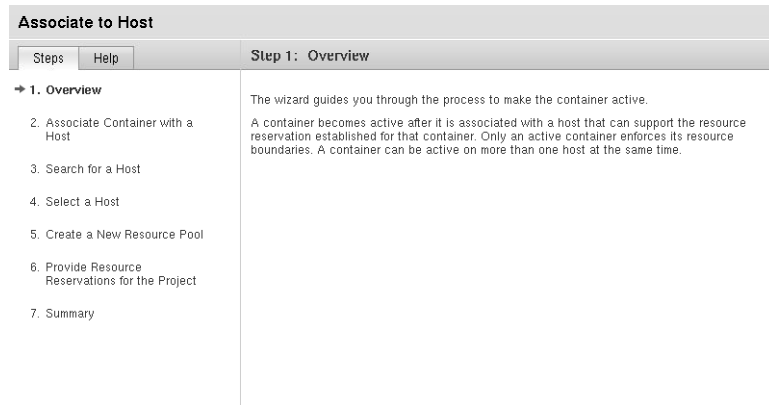 Associate to Host
Steps
Help
Step 1: Overview
1. Overview
2. Associate Container with a
Host
3. Search for a Host
4. Select a Host
5. Create a New Resource Pool
6. Provide Resource
Reservations for the Project
7. Summary
The wizard guides you through the process to make the container active.
A container becomes active after it is associated with a host that can support the resource
reservation established for that container. Only an active container enforces its resource
boundaries. A container can be active on more than one host at the same time.